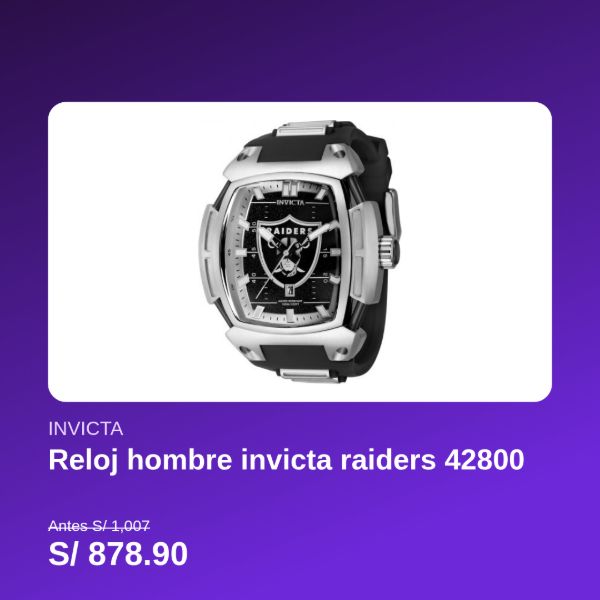 INVICTA
RAIDERS
INVICTA
Reloj hombre invicta raiders 42800
Antes S/ 1,007
S/ 878.90